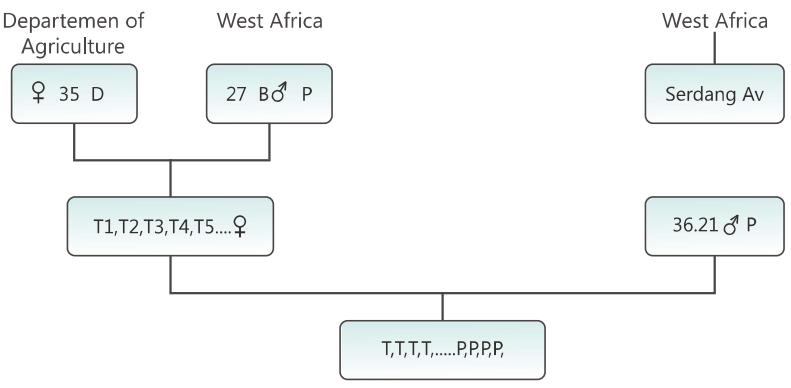 Departemen of
Agriculture
West Africa
West Africa
♀ 35 D
27 B♂ P
Serdang Av
T1,T2,T3,T4,T5....♀
36.21 ♂ P
T,T,T,T,.....P,P,P,P,